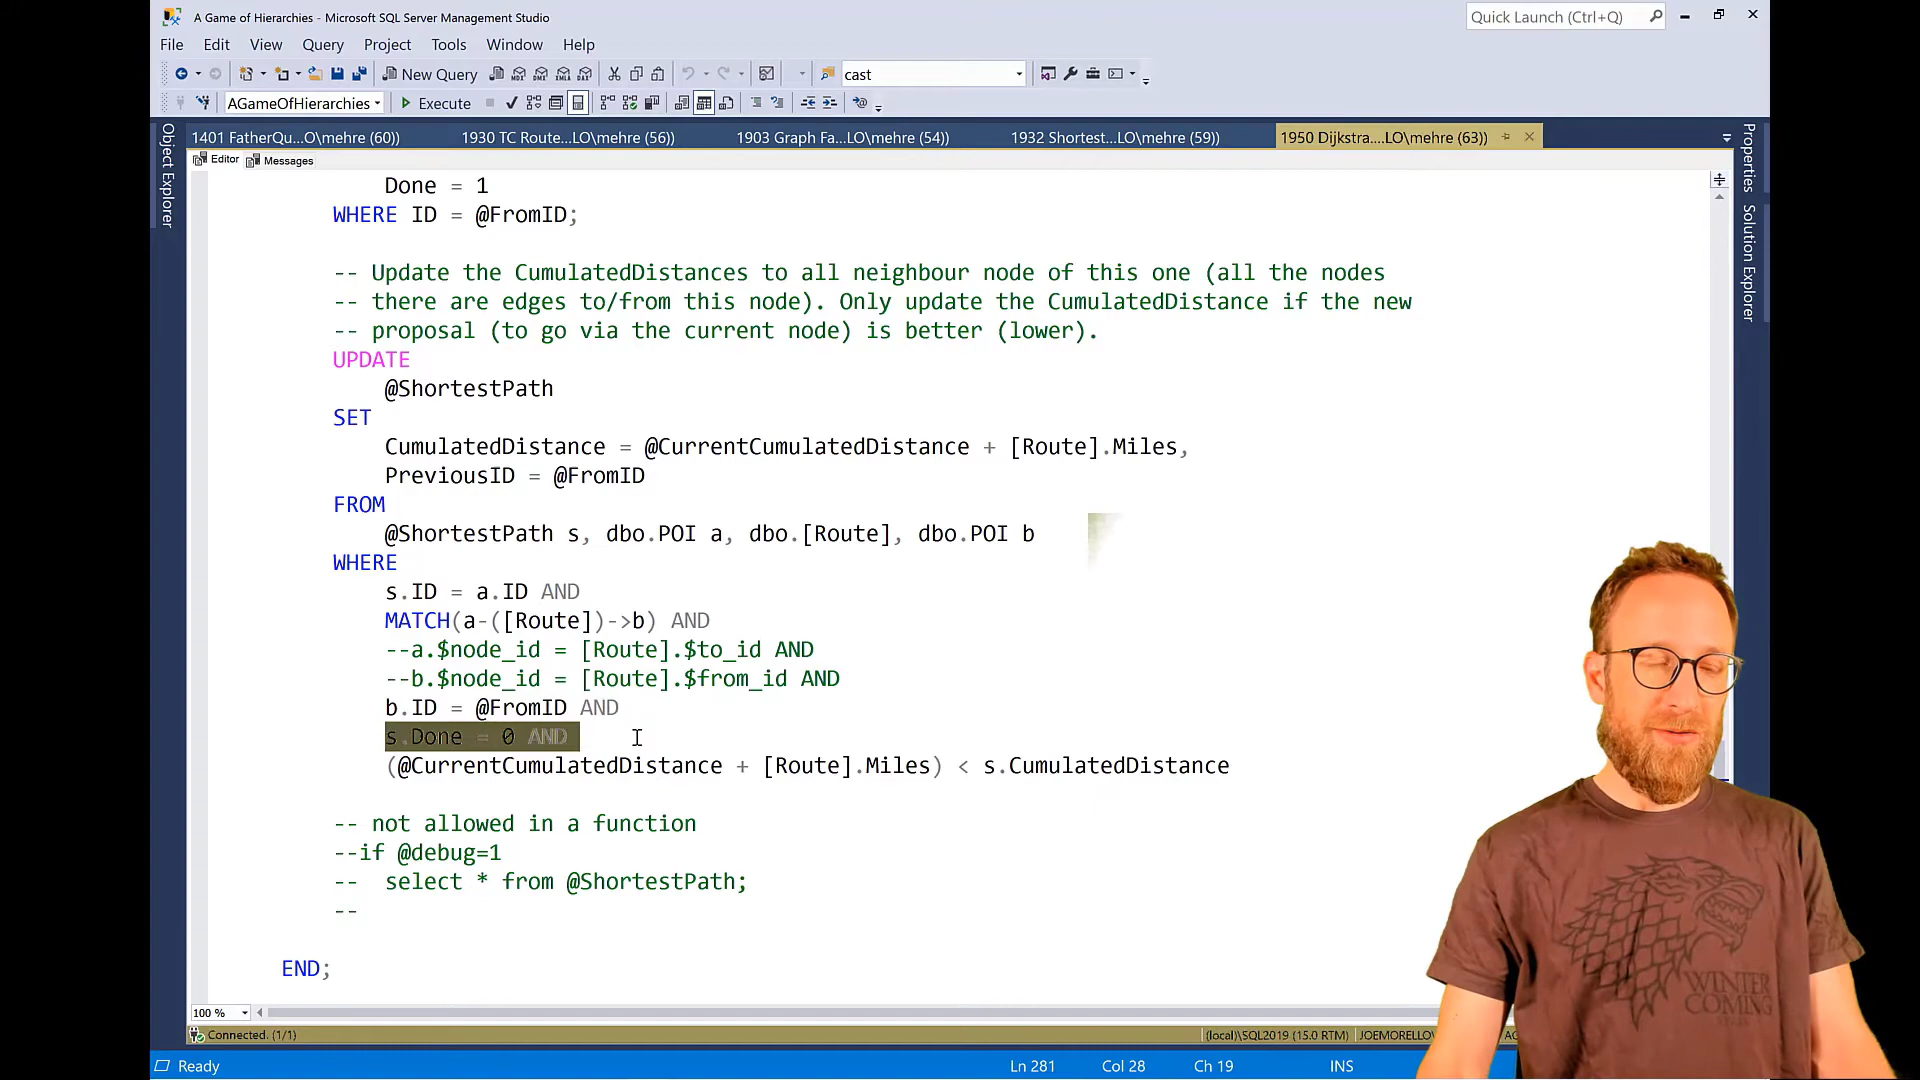 A Game of Hierarchies - Microsoft SQL Server Management Studio
Quick Launch (Ctrl+Q)
File Edit View Query Project Tools Window Help
New Query
cast
AGameOfHierarchies
Execute
1401 FatherQu...O\mehre (60))
1930 TC Route...LO\mehre (56))
1903 Graph Fa...LO\mehre (54))
1932 Shortest...LO\mehre (59))
1950 Dijkstra....LO\mehre (63))
Object Explorer
Properties
Solution Explorer
Editor
Messages
Done = 1
WHERE ID = @FromID;
-- Update the CumulatedDistances to all neighbour node of this one (all the nodes
-- there are edges to/from this node). Only update the CumulatedDistance if the new
-- proposal (to go via the current node) is better (lower).
UPDATE
@ShortestPath
SET
CumulatedDistance = @CurrentCumulatedDistance + [Route].Miles,
PreviousID = @FromID
FROM
@ShortestPath s, dbo.POI a, dbo.[Route], dbo.POI b
WHERE
s.ID = a.ID AND
MATCH(a-([Route])->b) AND
--a.$node_id = [Route].$to_id AND
--b.$node_id = [Route].$from_id AND
b.ID = @FromID AND
s.Done = 0 AND
(@CurrentCumulatedDistance + [Route].Miles) < s.CumulatedDistance
-- not allowed in a function
--if @debug=1
-- select * from @ShortestPath;
--
END;
WINTER
COMING
100 %
Connected. (1/1)
(local)\SQL2019 (15.0 RTM)
JOEMORELLO\
Ready
Ln 281
Col 28
Ch 19
INS